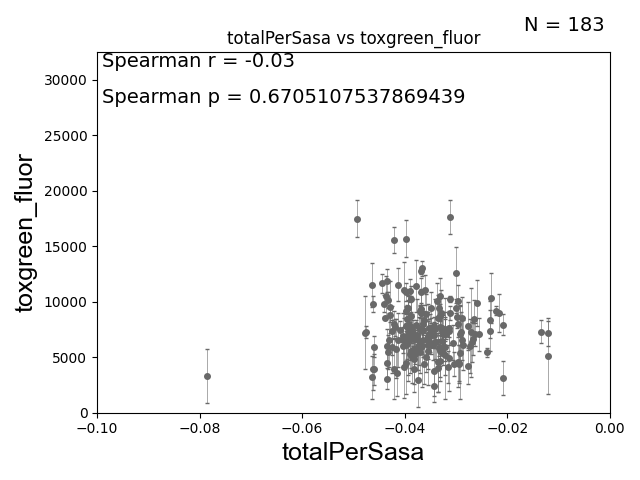 N = 183
totalPerSasa vs toxgreen_fluor
Spearman r = -0.03
Spearman p = 0.6705107537869439
toxgreen_fluor
30000
25000
20000
15000
10000
5000
0
−0.10 −0.08 −0.06 −0.04 −0.02 0.00
totalPerSasa